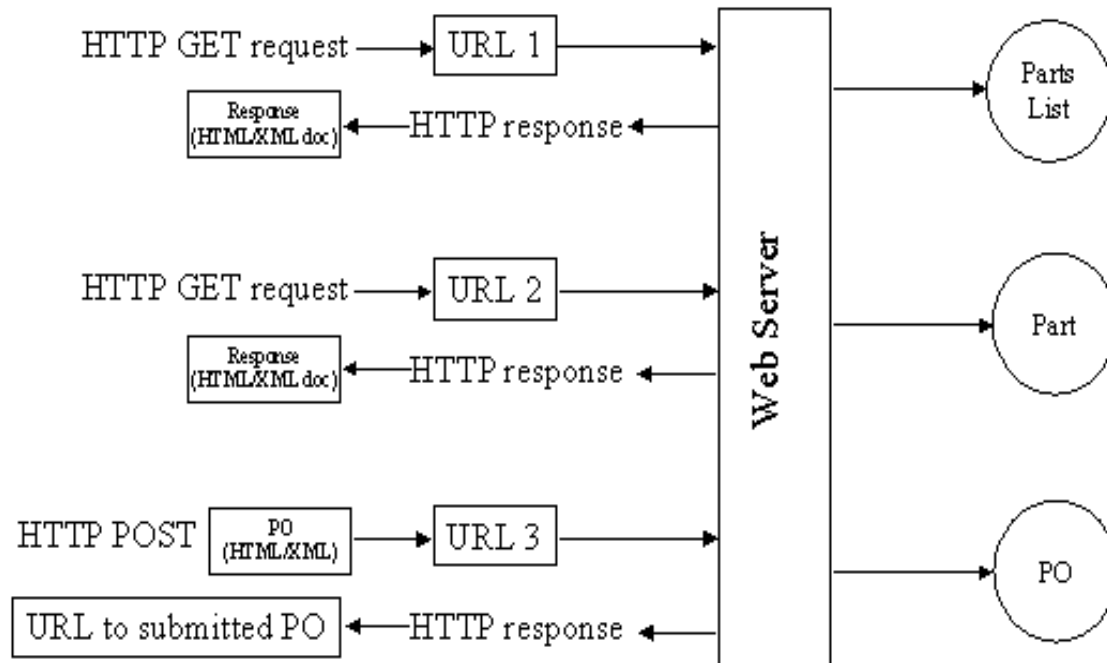 HTTP GET request
URL 1
Response
(HTML/XML doc)
HTTP response
Parts
List
HTTP GET request
URL 2
Response
(HTML/XML doc)
HTTP response
Web Server
Part
HTTP POST
PO
(HTML/XML)
URL 3
PO
URL to submitted PO
HTTP response